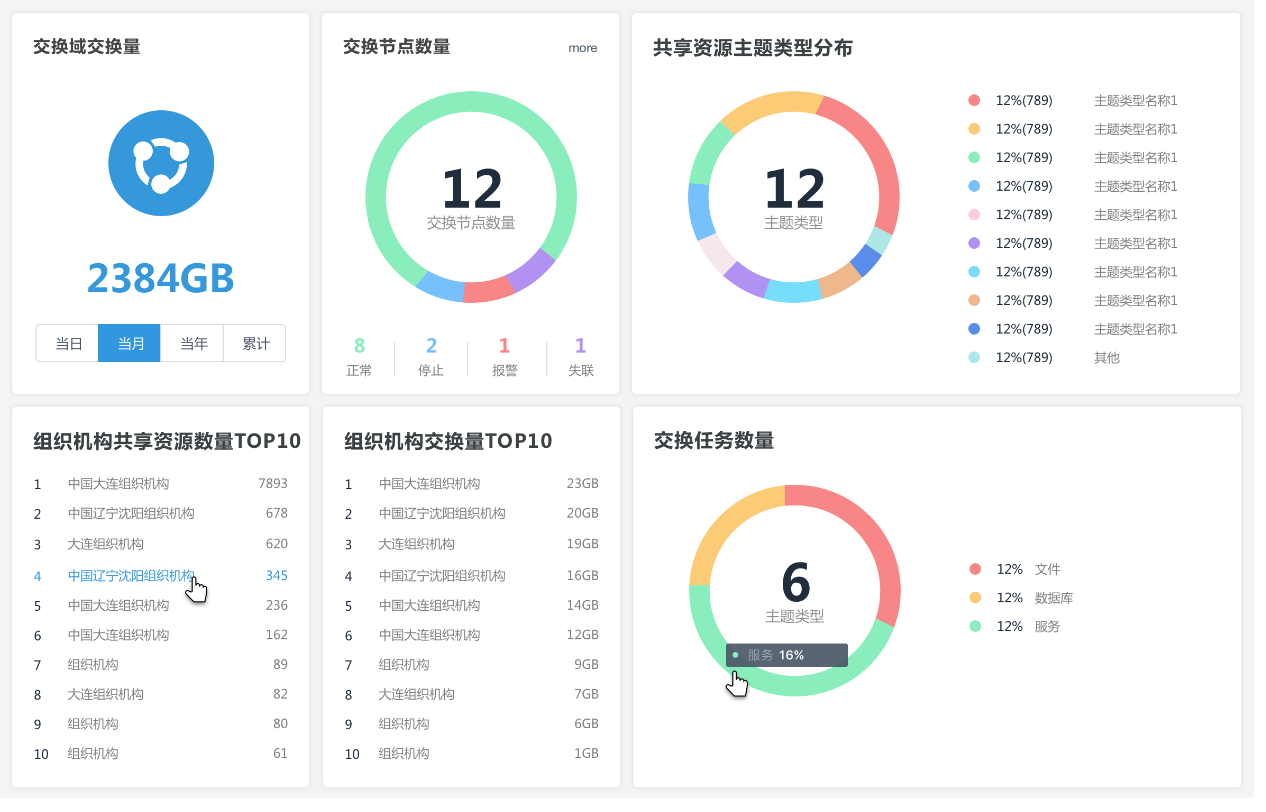 交换域交换量
2384GB
当日 当月 当年 累计
交换节点数量 more
12
交换节点数量
8 2 1 1
正常 停止 报警 失联
共享资源主题类型分布
12
主题类型
12%(789) 主题类型名称1
12%(789) 主题类型名称1
12%(789) 主题类型名称1
12%(789) 主题类型名称1
12%(789) 主题类型名称1
12%(789) 主题类型名称1
12%(789) 主题类型名称1
12%(789) 主题类型名称1
12%(789) 主题类型名称1
12%(789) 其他
组织机构共享资源数量TOP10
1 中国大连组织机构 7893
2 中国辽宁沈阳组织机构 678
3 大连组织机构 620
4 中国辽宁沈阳组织机构 345
5 中国大连组织机构 236
6 中国大连组织机构 162
7 组织机构 89
8 大连组织机构 82
9 组织机构 80
10 组织机构 61
组织机构交换量TOP10
1 中国大连组织机构 23GB
2 中国辽宁沈阳组织机构 20GB
3 大连组织机构 19GB
4 中国辽宁沈阳组织机构 16GB
5 中国大连组织机构 14GB
6 中国大连组织机构 12GB
7 组织机构 9GB
8 大连组织机构 7GB
9 组织机构 6GB
10 组织机构 1GB
交换任务数量
6
主题类型
服务 16%
12% 文件
12% 数据库
12% 服务